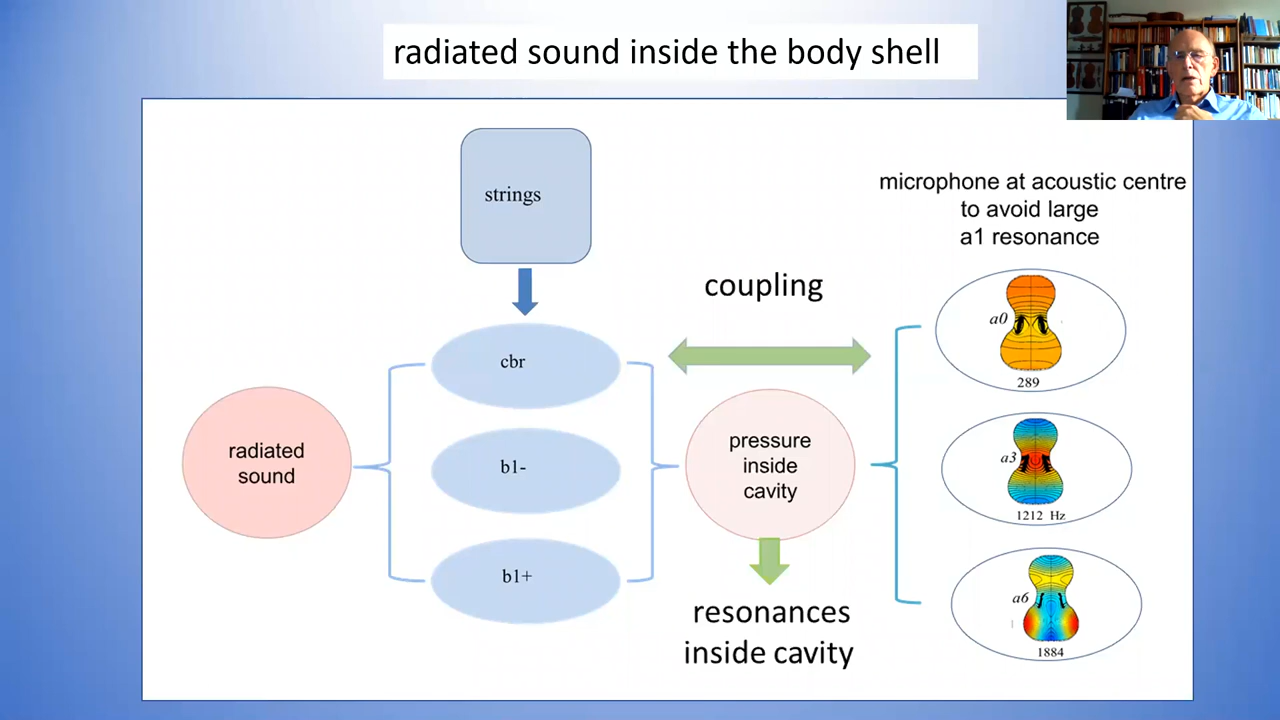 radiated sound inside the body shell
strings
microphone at acoustic centre
to avoid large
a1 resonance
coupling
cbr
a0
289
radiated
sound
b1-
pressure
inside
cavity
a3
1212 Hz
b1+
a6
1884
resonances
inside cavity